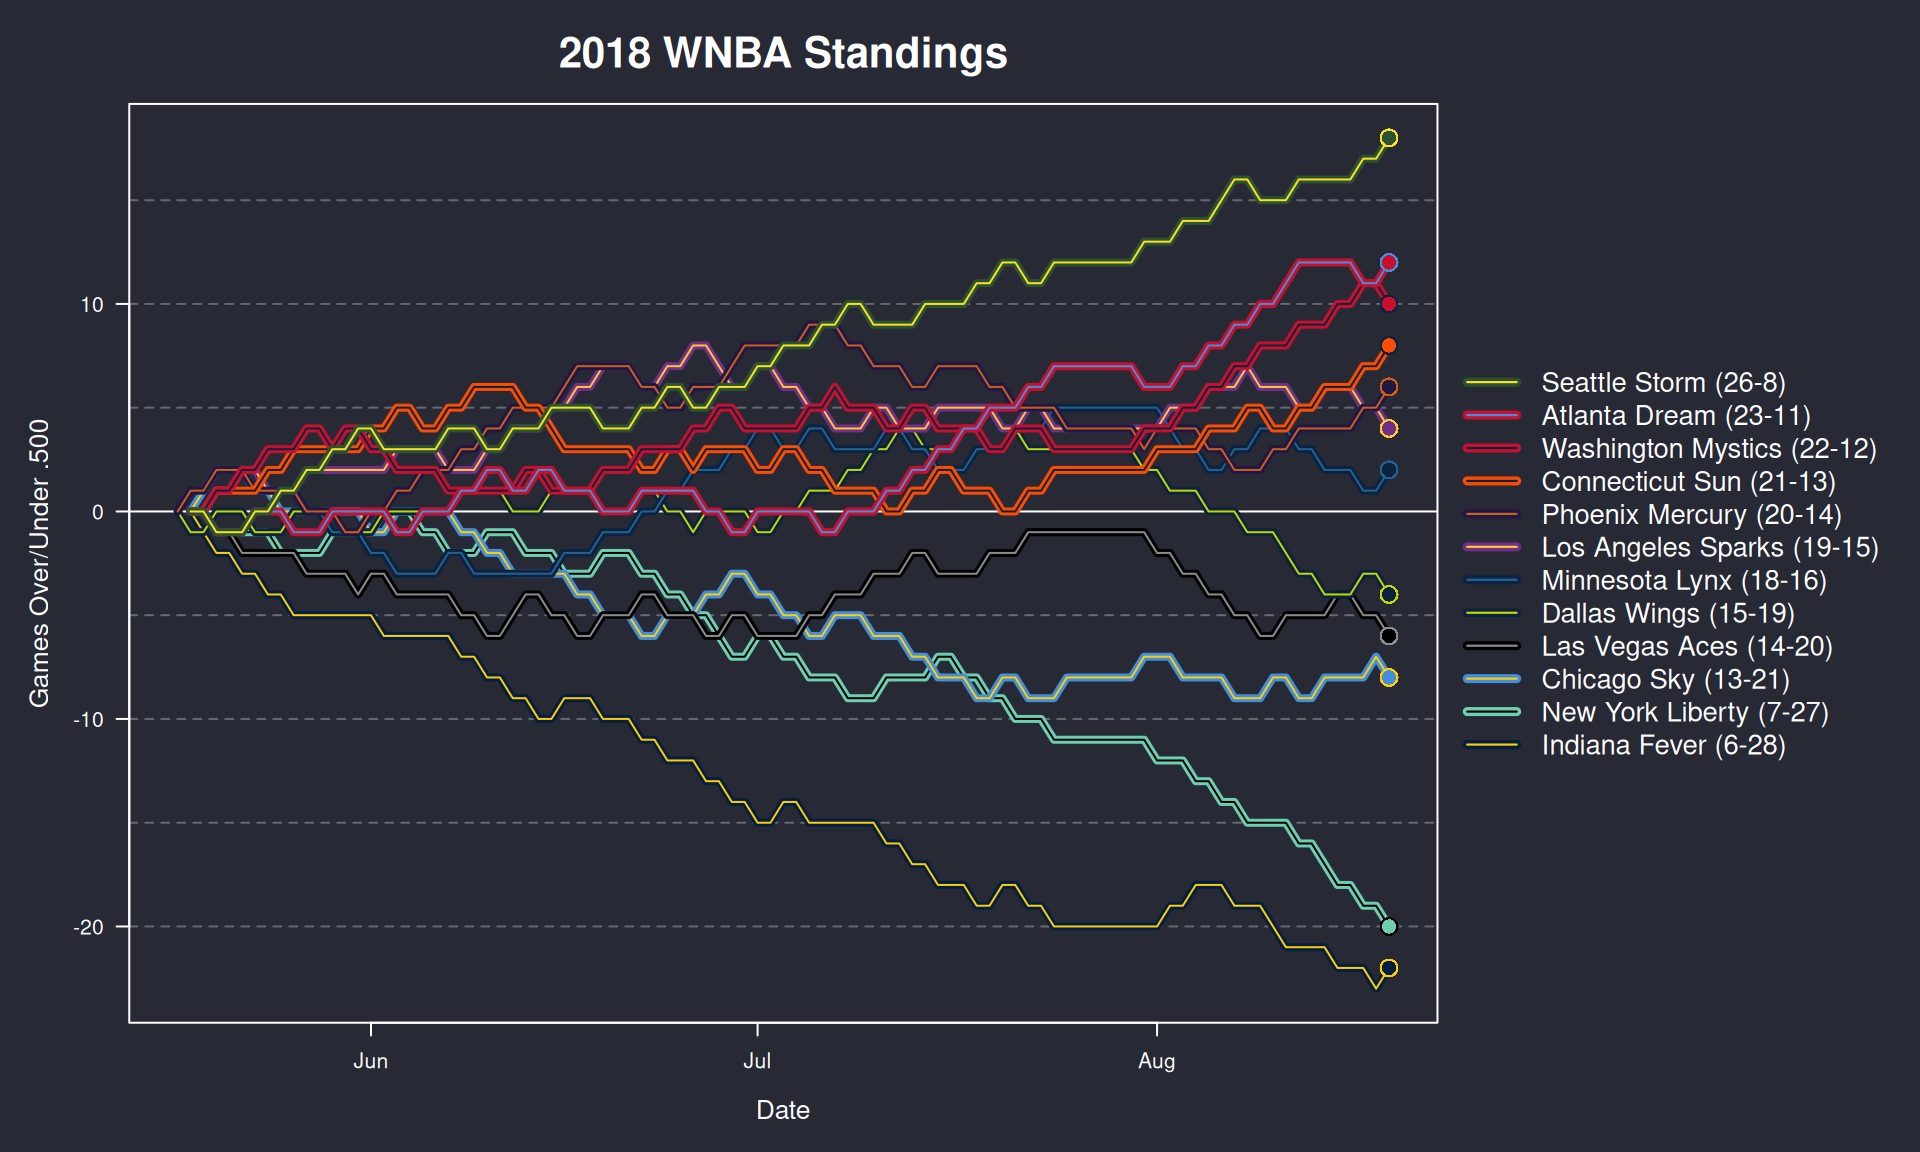 2018 WNBA Standings
Games Over/Under .500
10
0
-10
-20
Jun
Jul
Aug
Date
Seattle Storm (26-8)
Atlanta Dream (23-11)
Washington Mystics (22-12)
Connecticut Sun (21-13)
Phoenix Mercury (20-14)
Los Angeles Sparks (19-15)
Minnesota Lynx (18-16)
Dallas Wings (15-19)
Las Vegas Aces (14-20)
Chicago Sky (13-21)
New York Liberty (7-27)
Indiana Fever (6-28)